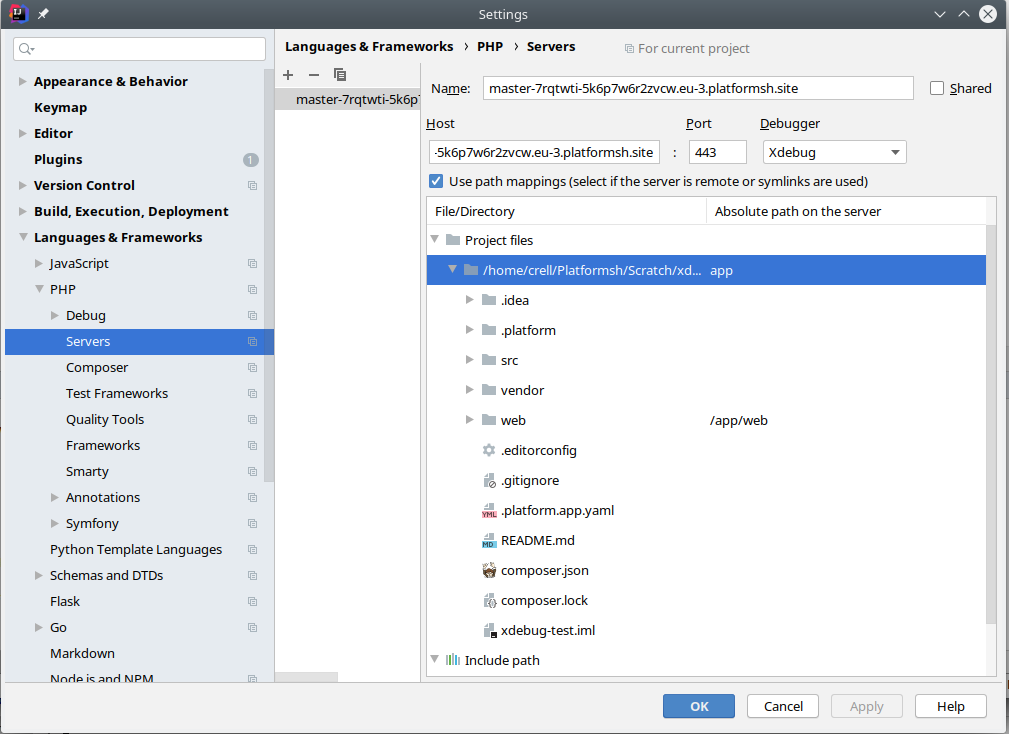 Settings
Languages & Frameworks › PHP › Servers
For current project
Appearance & Behavior
Keymap
Editor
Plugins 1
Version Control
Build, Execution, Deployment
Languages & Frameworks
JavaScript
PHP
Debug
Servers
Composer
Test Frameworks
Quality Tools
Frameworks
Smarty
Annotations
Symfony
Python Template Languages
Schemas and DTDs
Flask
Go
Markdown
Node.js and NPM
master-7rqtwti-5k6p7
Name: master-7rqtwti-5k6p7w6r2zvcw.eu-3.platformsh.site Shared
Host Port Debugger
-5k6p7w6r2zvcw.eu-3.platformsh.site : 443 Xdebug
Use path mappings (select if the server is remote or symlinks are used)
File/Directory Absolute path on the server
Project files
/home/crell/Platformsh/Scratch/xd... app
.idea
.platform
src
vendor
web /app/web
.editorconfig
.gitignore
.platform.app.yaml
README.md
composer.json
composer.lock
xdebug-test.iml
Include path
OK Cancel Apply Help